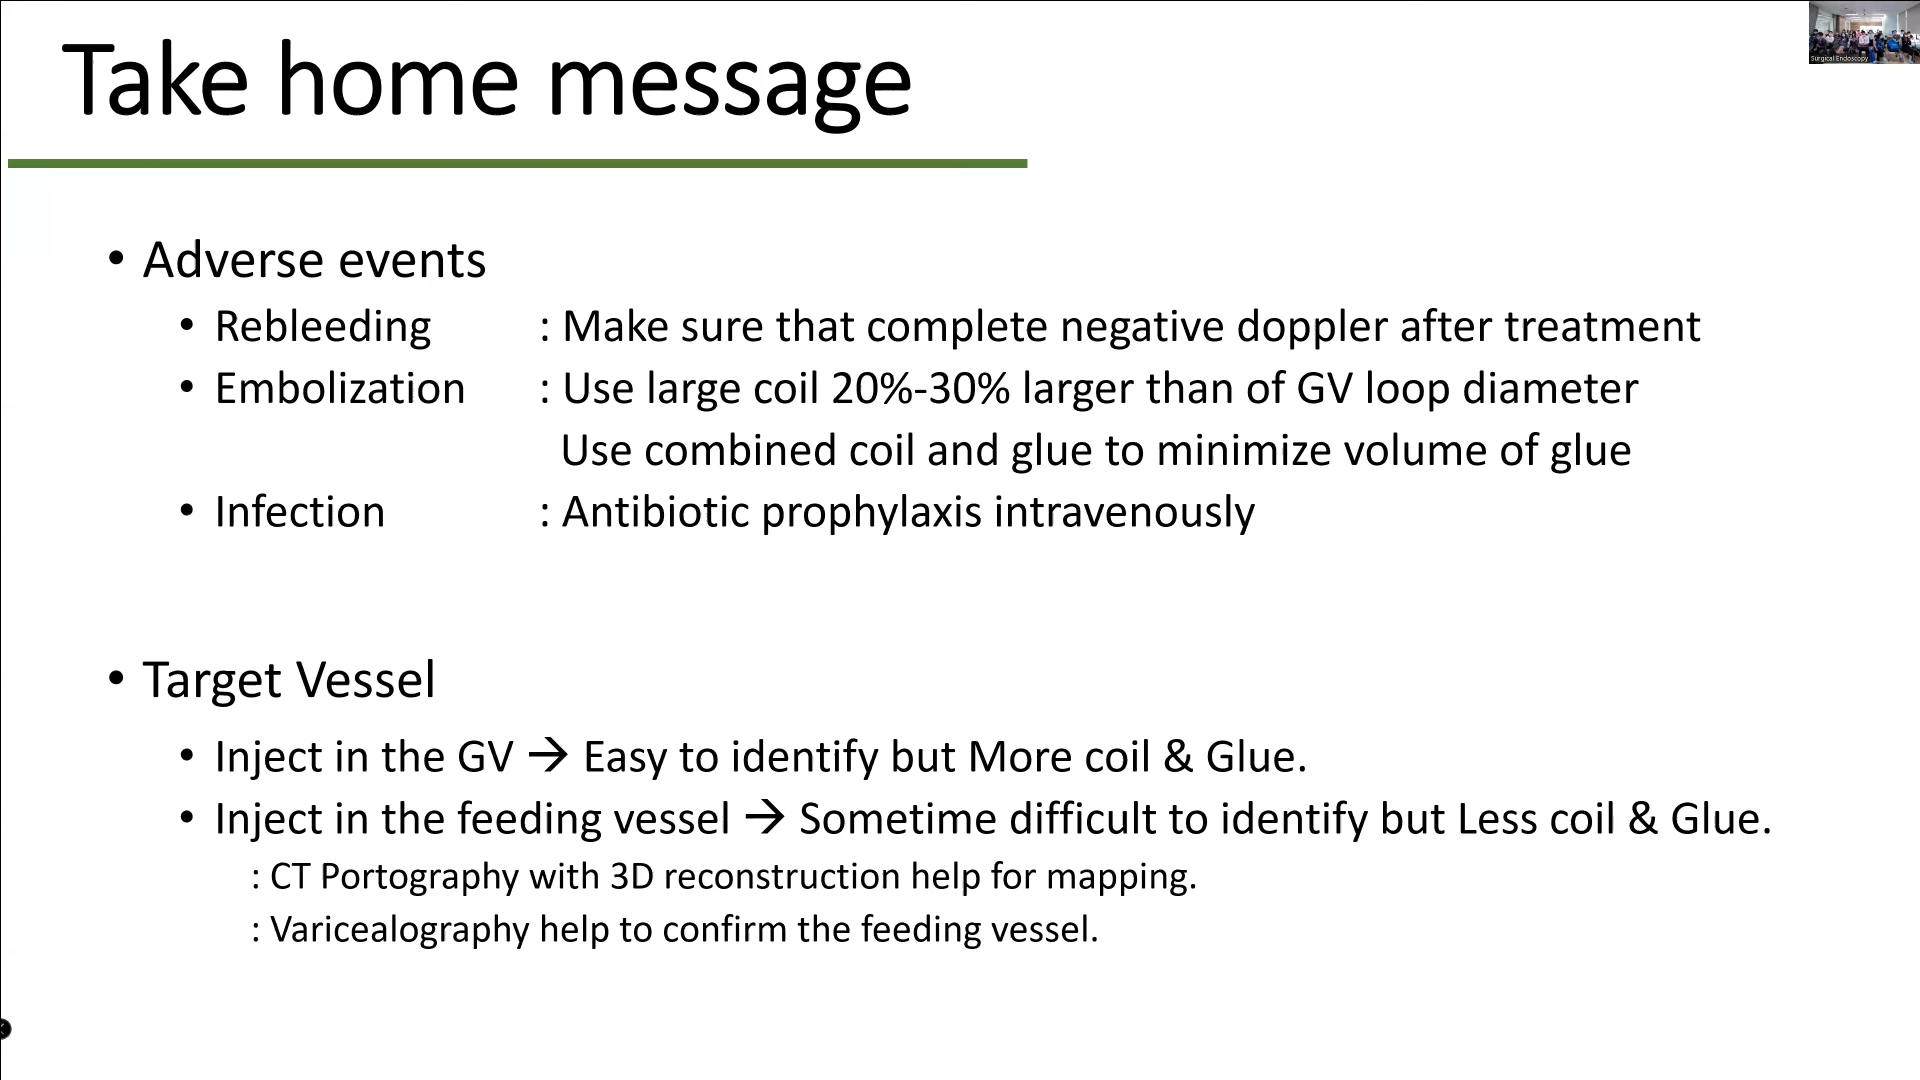 Take home message
Surgical Endoscopy
• Adverse events
• Rebleeding : Make sure that complete negative doppler after treatment
• Embolization : Use large coil 20%-30% larger than of GV loop diameter
Use combined coil and glue to minimize volume of glue
• Infection : Antibiotic prophylaxis intravenously
• Target Vessel
• Inject in the GV → Easy to identify but More coil & Glue.
• Inject in the feeding vessel → Sometime difficult to identify but Less coil & Glue.
: CT Portography with 3D reconstruction help for mapping.
: Varicealography help to confirm the feeding vessel.